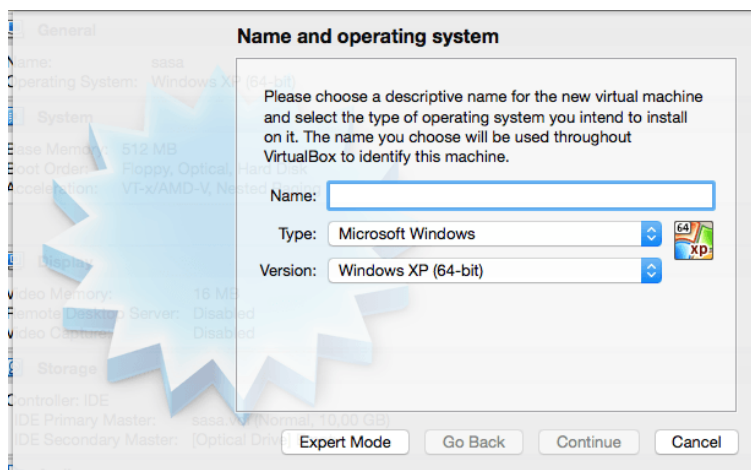 General
Name and operating system
Name: sasa
Operating System: Windows XP (64-bit)
System
Base Memory: 512 MB
Boot Order: Floppy, Optical, Hard Disk
Acceleration: VT-x/AMD-V, Nested Paging
Display
Video Memory: 16 MB
Remote Desktop Server: Disabled
Video Capture: Disabled
Storage
Controller: IDE
IDE Primary Master: sasa.vdi (Normal, 10,00 GB)
IDE Secondary Master: [Optical Drive]
Please choose a descriptive name for the new virtual machine
and select the type of operating system you intend to install
on it. The name you choose will be used throughout
VirtualBox to identify this machine.
Name:
Type: Microsoft Windows
64
xp
Version: Windows XP (64-bit)
Expert Mode Go Back Continue Cancel